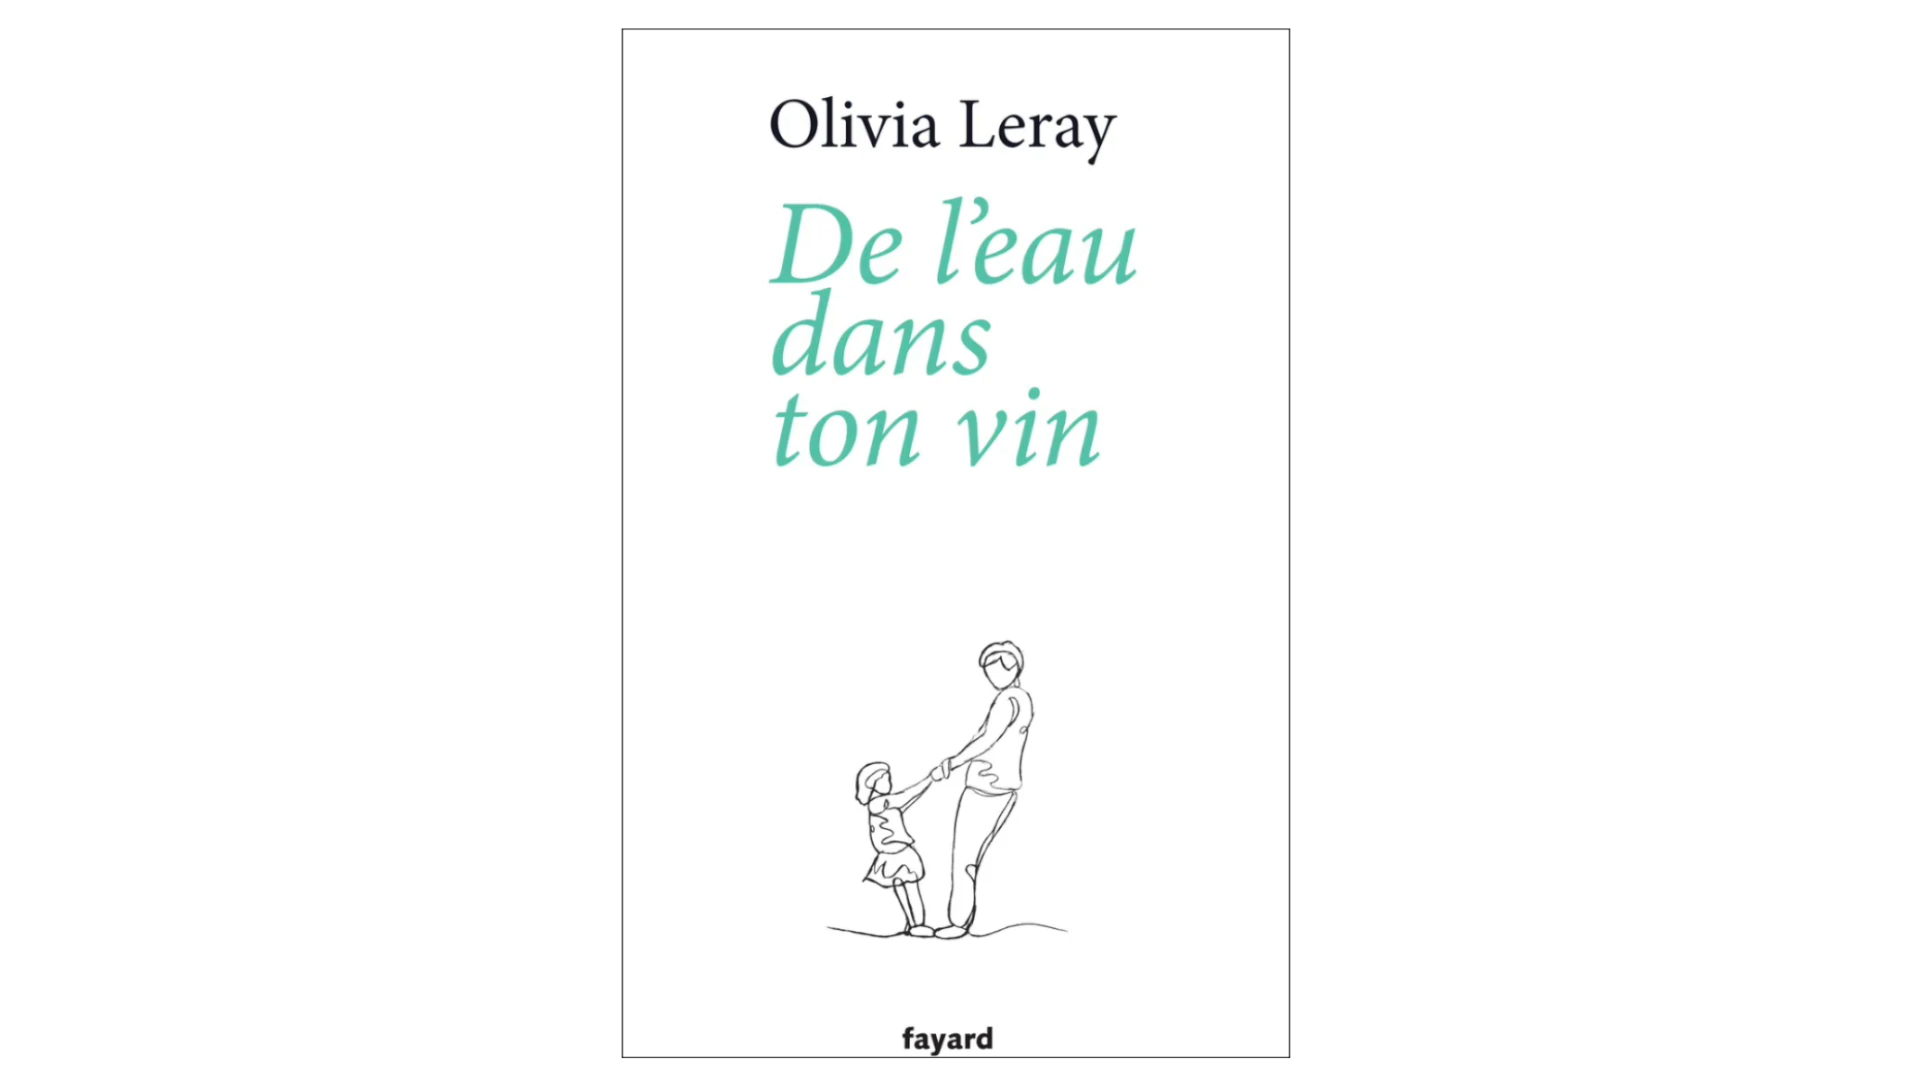 Olivia Leray
De l’eau
dans
ton vin
fayard